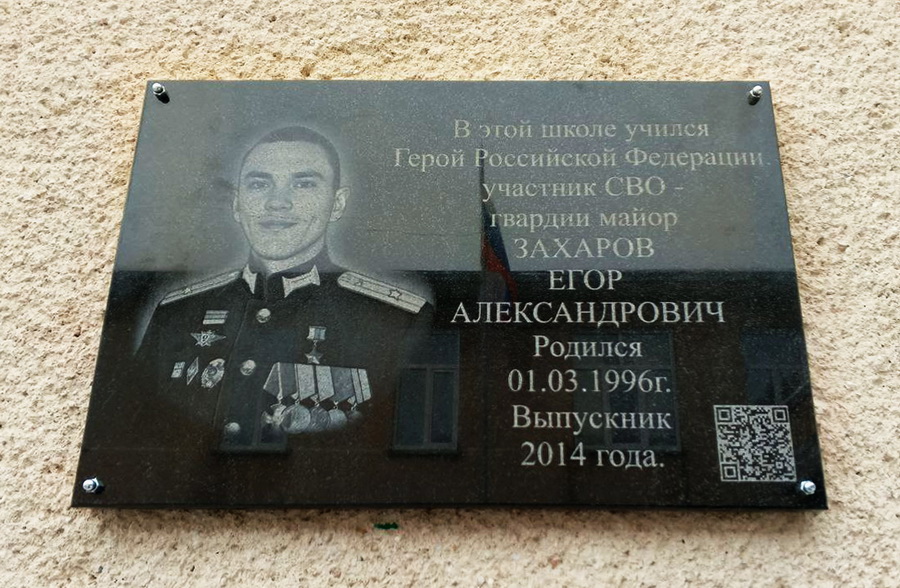 В этой школе учился
Герой Российской Федерации
участник СВО -
гвардии майор
ЗАХАРОВ
ЕГОР
АЛЕКСАНДРОВИЧ
Родился
01.03.1996г.
Выпускник
2014 года.